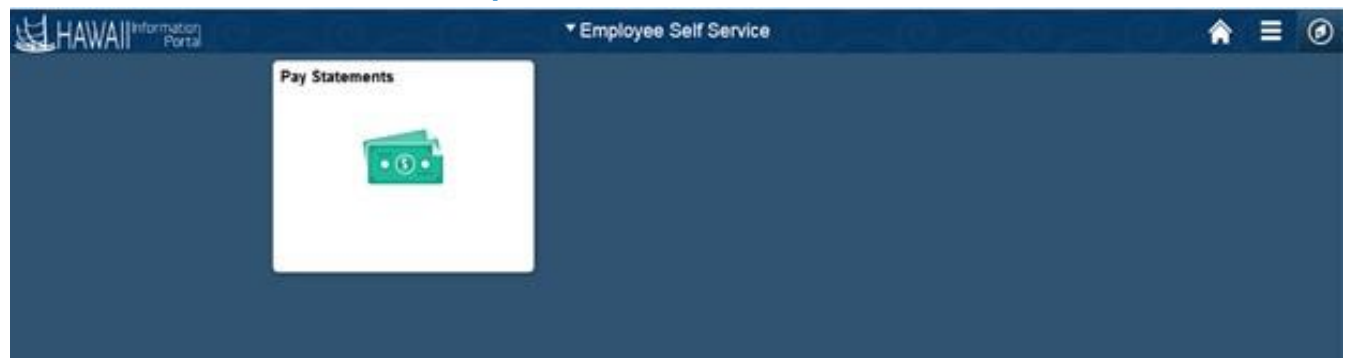 HAWAII Information Portal
Employee Self Service
Pay Statements
$